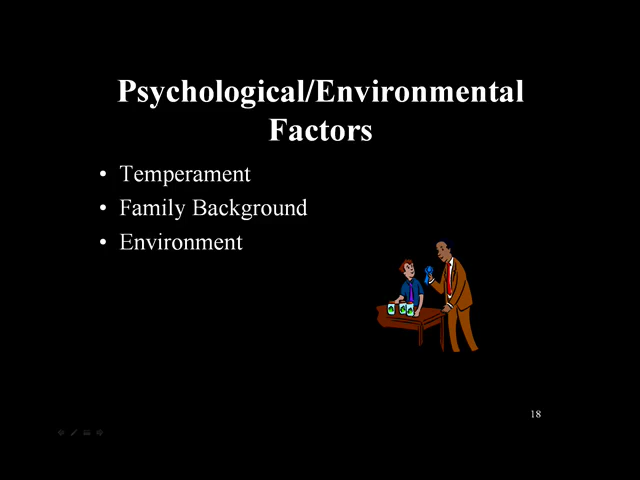 Psychological/Environmental
Factors
• Temperament
• Family Background
• Environment
18